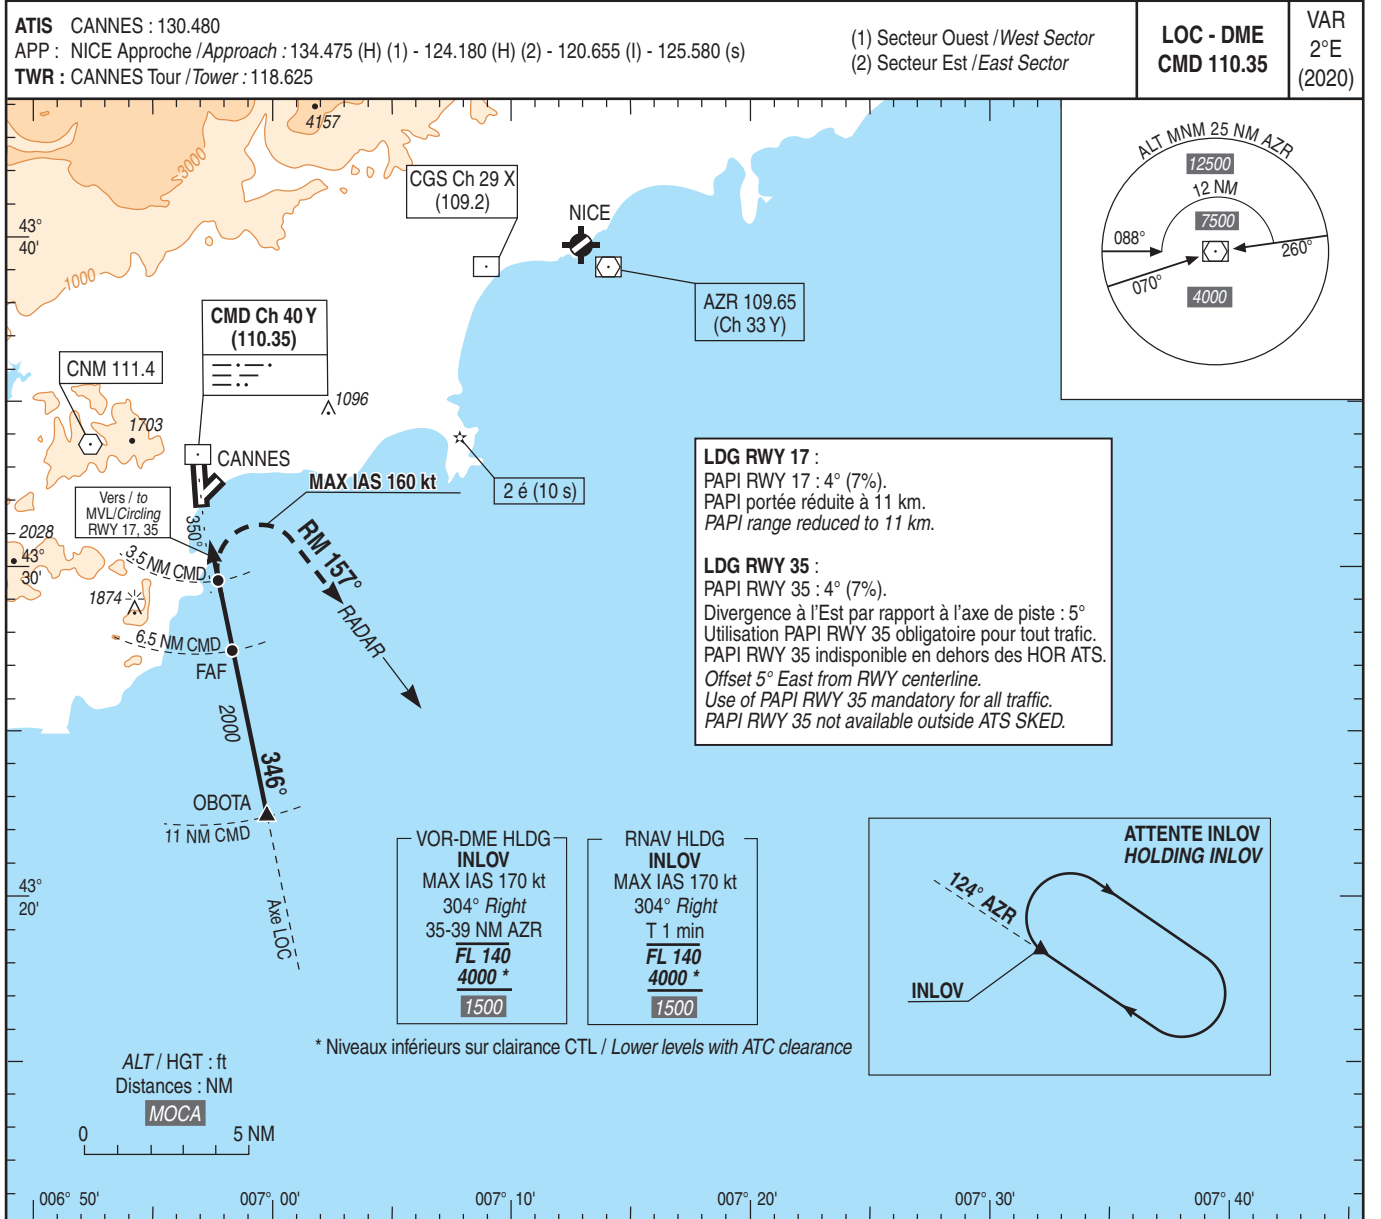 ATIS CANNES : 130.480
APP : NICE Approche / Approach : 134.475 (H) (1) - 124.180 (H) (2) - 120.655 (I) - 125.580 (s)
TWR : CANNES Tour / Tower : 118.625
(1) Secteur Ouest / West Sector
(2) Secteur Est / East Sector
LOC - DME
CMD 110.35
VAR
2°E
(2020)
4157
3000
1000
CGS Ch 29 X
(109.2)
NICE
AZR 109.65
(Ch 33 Y)
ALT MNM 25 NM AZR
12500
12 NM
7500
088°
260°
070°
4000
43°
40'
CMD Ch 40 Y
(110.35)
CNM 111.4
1096
1703
CANNES
MAX IAS 160 kt
2 é (10 s)
Vers / to
MVL/Circling
RWY 17, 35
350°
RM 157°
RADAR
2028
43°
30'
3.5 NM CMD
1874
6.5 NM CMD
FAF
2000
346°
OBOTA
11 NM CMD
Axe LOC
LDG RWY 17 :
PAPI RWY 17 : 4° (7%).
PAPI portée réduite à 11 km.
PAPI range reduced to 11 km.
LDG RWY 35 :
PAPI RWY 35 : 4° (7%).
Divergence à l'Est par rapport à l'axe de piste : 5°
Utilisation PAPI RWY 35 obligatoire pour tout trafic.
PAPI RWY 35 indisponible en dehors des HOR ATS.
Offset 5° East from RWY centerline.
Use of PAPI RWY 35 mandatory for all traffic.
PAPI RWY 35 not available outside ATS SKED.
43°
20'
VOR-DME HLDG
INLOV
MAX IAS 170 kt
304° Right
35-39 NM AZR
FL 140
4000 *
1500
RNAV HLDG
INLOV
MAX IAS 170 kt
304° Right
T 1 min
FL 140
4000 *
1500
* Niveaux inférieurs sur clairance CTL / Lower levels with ATC clearance
ATTENTE INLOV
HOLDING INLOV
124° AZR
INLOV
ALT / HGT : ft
Distances : NM
MOCA
0 5 NM
006° 50' 007° 00' 007° 10' 007° 20' 007° 30' 007° 40'